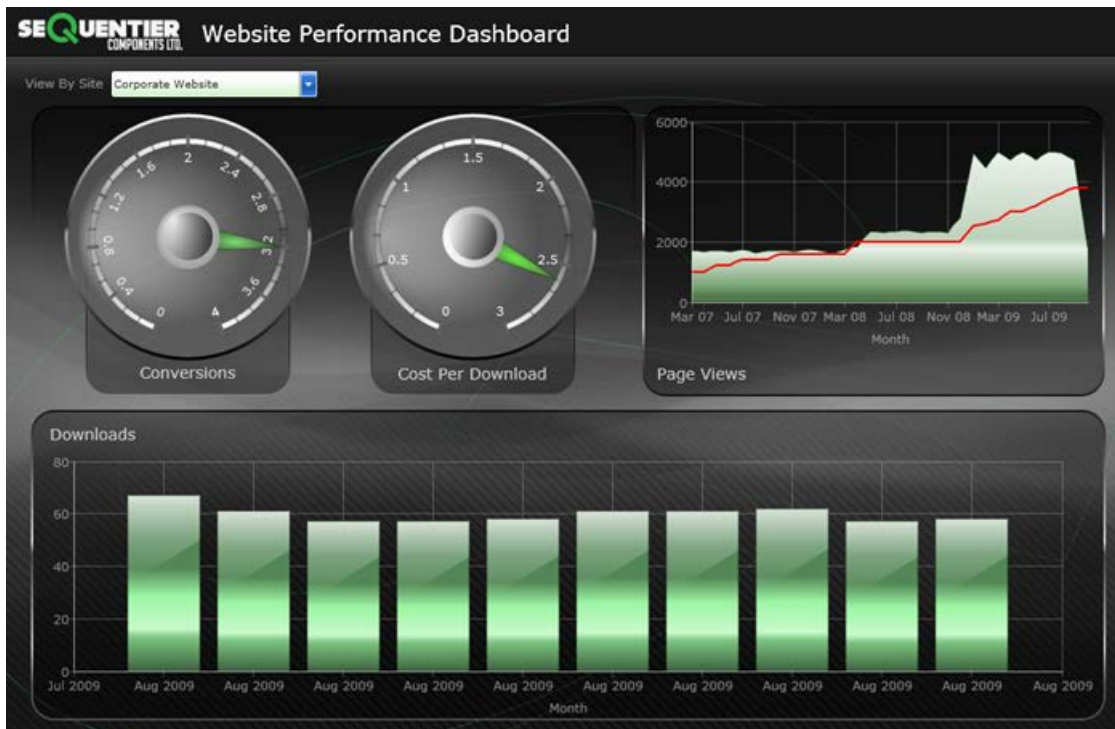 SEQUENTIER
COMPONENTS LTD.
Website Performance Dashboard
View By Site
Corporate Website
0
0.4
0.8
1.2
1.6
2
2.4
2.8
3.2
3.6
4
Conversions
0
0.5
1
1.5
2
2.5
3
Cost Per Download
6000
4000
2000
0
Mar 07 Jul 07 Nov 07 Mar 08 Jul 08 Nov 08 Mar 09 Jul 09
Month
Page Views
Downloads
80
60
40
20
0
Jul 2009 Aug 2009 Aug 2009 Aug 2009 Aug 2009 Aug 2009 Aug 2009 Aug 2009 Aug 2009 Aug 2009 Aug 2009 Aug 2009
Month